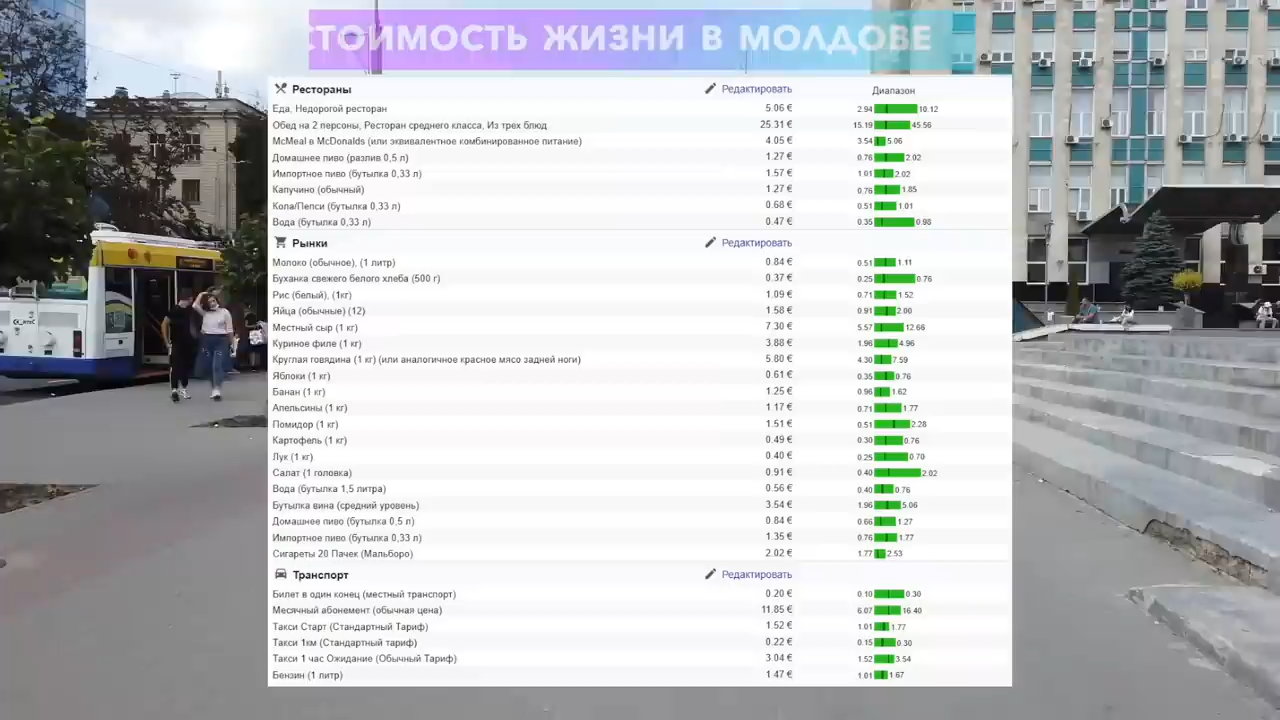 СТОИМОСТЬ ЖИЗНИ В МОЛДОВЕ
Рестораны Редактировать Диапазон
Еда, Недорогой ресторан 5.06 € 2.94 10.12
Обед на 2 персоны, Ресторан среднего класса, Из трех блюд 25.31 € 15.19 45.56
McMeal в McDonalds (или эквивалентное комбинированное питание) 4.05 € 3.54 5.06
Домашнее пиво (разлив 0,5 л) 1.27 € 0.76 2.02
Импортное пиво (бутылка 0,33 л) 1.57 € 1.01 2.02
Капучино (обычный) 1.27 € 0.76 1.85
Кола/Пепси (бутылка 0,33 л) 0.68 € 0.51 1.01
Вода (бутылка 0,33 л) 0.47 € 0.35 0.98
Рынки Редактировать
Молоко (обычное), (1 литр) 0.84 € 0.51 1.11
Буханка свежего белого хлеба (500 г) 0.37 € 0.25 0.76
Рис (белый), (1кг) 1.09 € 0.71 1.52
Яйца (обычные) (12) 1.58 € 0.91 2.00
Местный сыр (1 кг) 7.30 € 5.57 12.66
Куриное филе (1 кг) 3.88 € 1.96 4.96
Круглая говядина (1 кг) (или аналогичное красное мясо задней ноги) 5.80 € 4.30 7.59
Яблоки (1 кг) 0.61 € 0.35 0.76
Банан (1 кг) 1.25 € 0.96 1.62
Апельсины (1 кг) 1.17 € 0.71 1.77
Помидор (1 кг) 1.51 € 0.51 2.28
Картофель (1 кг) 0.49 € 0.30 0.76
Лук (1 кг) 0.40 € 0.25 0.70
Салат (1 головка) 0.91 € 0.40 2.02
Вода (бутылка 1,5 литра) 0.56 € 0.40 0.76
Бутылка вина (средний уровень) 3.54 € 1.96 5.06
Домашнее пиво (бутылка 0,5 л) 0.84 € 0.66 1.27
Импортное пиво (бутылка 0,33 л) 1.35 € 0.76 1.77
Сигареты 20 Пачек (Мальборо) 2.02 € 1.77 2.53
Транспорт Редактировать
Билет в один конец (местный транспорт) 0.20 € 0.10 0.30
Месячный абонемент (обычная цена) 11.85 € 6.07 16.40
Такси Старт (Стандартный Тариф) 1.52 € 1.01 1.77
Такси 1км (Стандартный тариф) 0.22 € 0.15 0.30
Такси 1 час Ожидание (Обычный Тариф) 3.04 € 1.52 3.54
Бензин (1 литр) 1.47 € 1.01 1.67